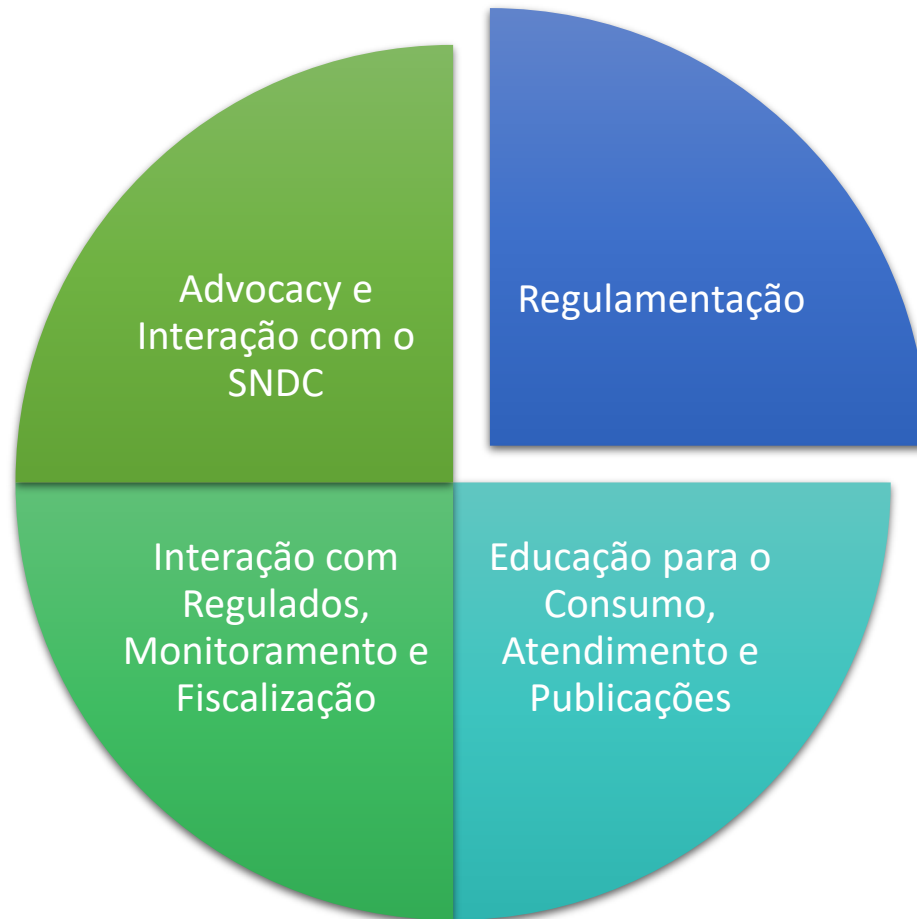 Advocacy e
Interação com o
SNDC
Regulamentação
Interação com
Regulados,
Monitoramento e
Fiscalização
Educação para o
Consumo,
Atendimento e
Publicações